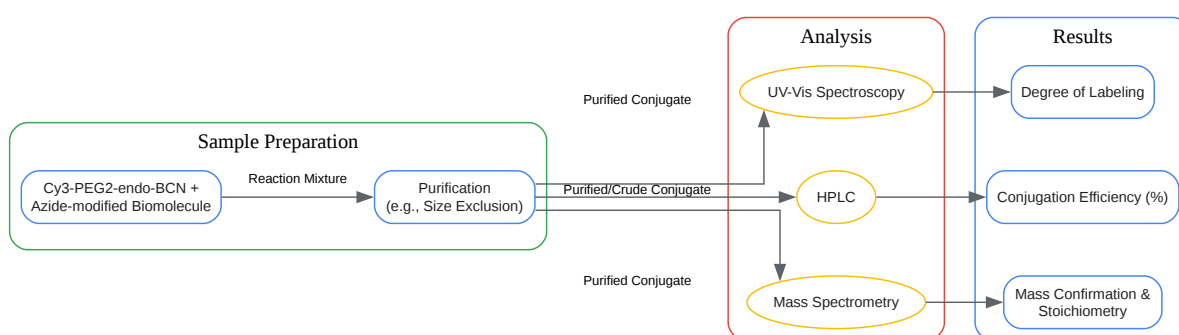 Analysis
Results
UV-Vis Spectroscopy
Degree of Labeling
Purified Conjugate
Sample Preparation
Cy3-PEG2-endo-BCN +
Azide-modified Biomolecule
Reaction Mixture
Purification
(e.g., Size Exclusion)
Purified/Crude Conjugate
HPLC
Conjugation Efficiency (%)
Purified Conjugate
Mass Spectrometry
Mass Confirmation &
Stoichiometry